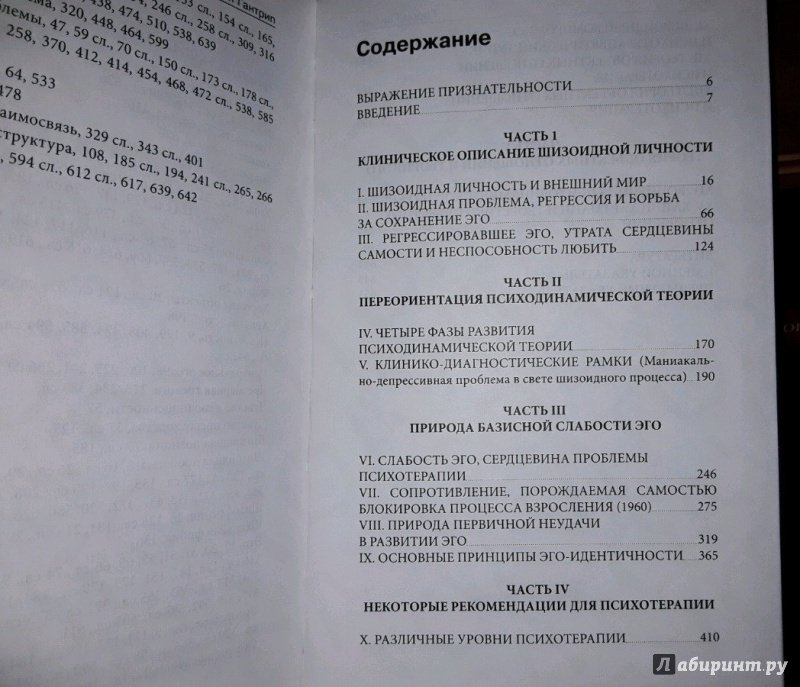 Гантрип
153 сл., 154 сл., 165,
246 сл., 258 сл., 309, 316
438, 474, 510, 538, 639
320, 448, 464, 599
47, 59 сл., 70 сл., 150 сл., 173 сл., 178 сл.,
258, 370, 412, 414, 454, 468, 472 сл., 538, 585
64, 533
478
329 сл., 343 сл., 401
108, 185 сл., 194, 241 сл., 265, 266
594 сл., 612 сл., 617, 639, 642
Содержание
ВЫРАЖЕНИЕ ПРИЗНАТЕЛЬНОСТИ 6
ВВЕДЕНИЕ 7
ЧАСТЬ 1
КЛИНИЧЕСКОЕ ОПИСАНИЕ ШИЗОИДНОЙ ЛИЧНОСТИ
I. ШИЗОИДНАЯ ЛИЧНОСТЬ И ВНЕШНИЙ МИР 16
II. ШИЗОИДНАЯ ПРОБЛЕМА, РЕГРЕССИЯ И БОРЬБА
ЗА СОХРАНЕНИЕ ЭГО 66
III. РЕГРЕССИРОВАВШЕЕ ЭГО, УТРАТА СЕРДЦЕВИНЫ
САМОСТИ И НЕСПОСОБНОСТЬ ЛЮБИТЬ 124
ЧАСТЬ II
ПЕРЕОРИЕНТАЦИЯ ПСИХОДИНАМИЧЕСКОЙ ТЕОРИИ
IV. ЧЕТЫРЕ ФАЗЫ РАЗВИТИЯ
ПСИХОДИНАМИЧЕСКОЙ ТЕОРИИ 170
V. КЛИНИКО-ДИАГНОСТИЧЕСКИЕ РАМКИ (Маниакаль-
но-депрессивная проблема в свете шизоидного процесса) 190
ЧАСТЬ III
ПРИРОДА БАЗИСНОЙ СЛАБОСТИ ЭГО
VI. СЛАБОСТЬ ЭГО, СЕРДЦЕВИНА ПРОБЛЕМЫ
ПСИХОТЕРАПИИ 246
VII. СОПРОТИВЛЕНИЕ, ПОРОЖДАЕМАЯ САМОСТЬЮ
БЛОКИРОВКА ПРОЦЕССА ВЗРОСЛЕНИЯ (1960) 275
VIII. ПРИРОДА ПЕРВИЧНОЙ НЕУДАЧИ
В РАЗВИТИИ ЭГО 319
IX. ОСНОВНЫЕ ПРИНЦИПЫ ЭГО-ИДЕНТИЧНОСТИ 365
ЧАСТЬ IV
НЕКОТОРЫЕ РЕКОМЕНДАЦИИ ДЛЯ ПСИХОТЕРАПИИ
X. РАЗЛИЧНЫЕ УРОВНИ ПСИХОТЕРАПИИ 410
Лабиринт.ру